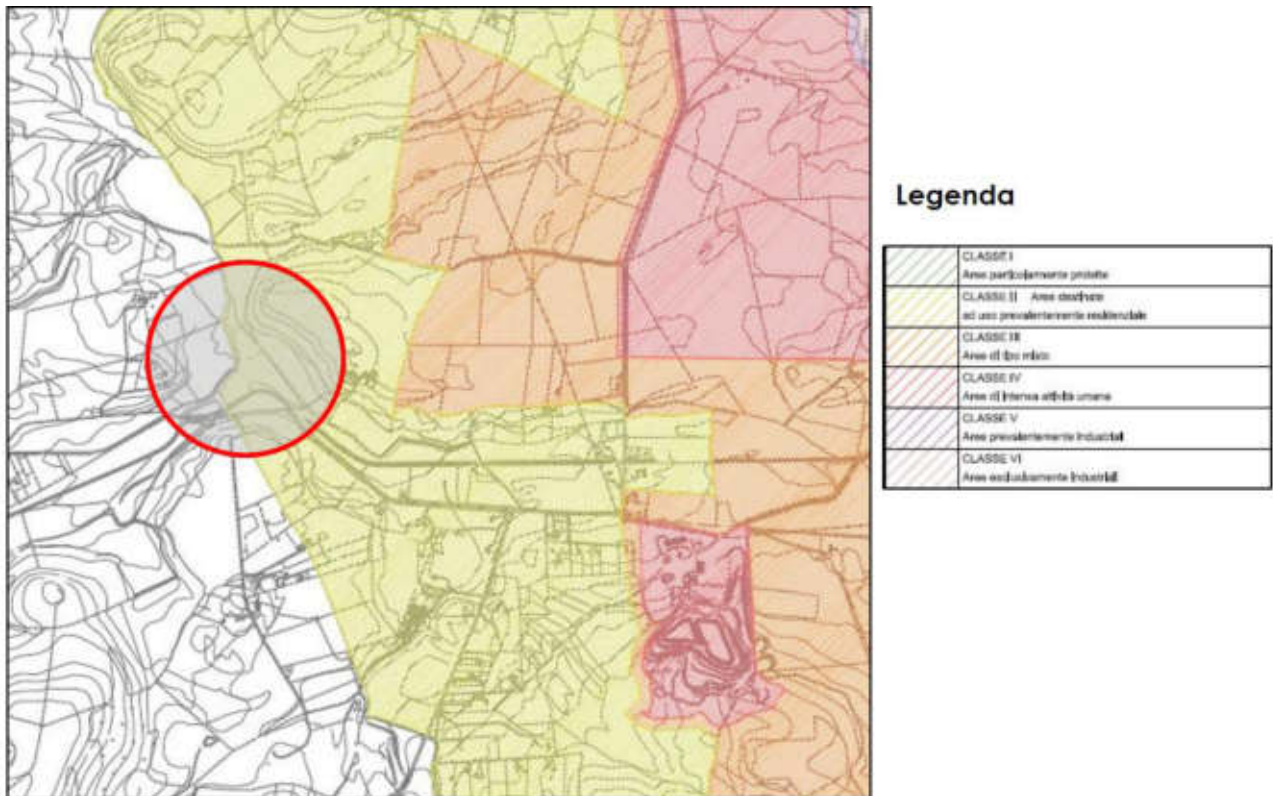 Legenda
CLASSE I
Aree particolarmente protette
CLASSE II Aree destinate
ad uso prevalentemente residenziale
CLASSE III
Aree di tipo misto
CLASSE IV
Aree di intensa attività umana
CLASSE V
Aree prevalentemente industriali
CLASSE VI
Aree esclusivamente industriali